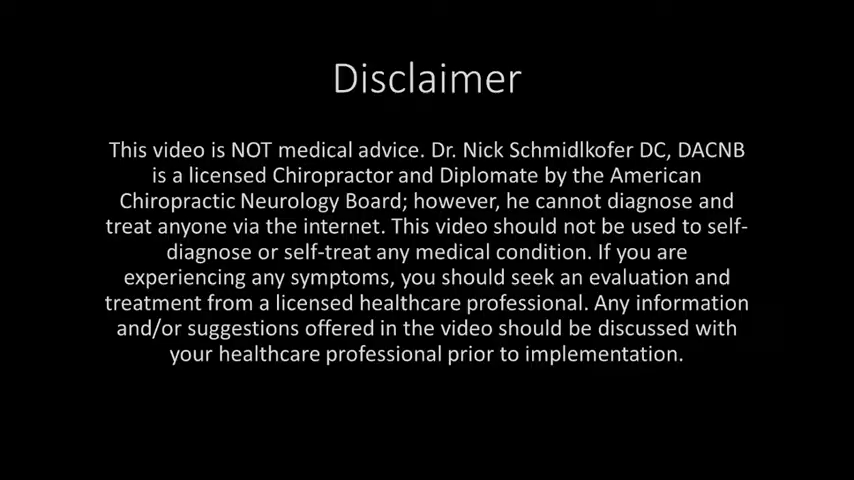 Disclaimer
This video is NOT medical advice. Dr. Nick Schmidlkofer DC, DACNB
is a licensed Chiropractor and Diplomate by the American
Chiropractic Neurology Board; however, he cannot diagnose and
treat anyone via the internet. This video should not be used to self-
diagnose or self-treat any medical condition. If you are
experiencing any symptoms, you should seek an evaluation and
treatment from a licensed healthcare professional. Any information
and/or suggestions offered in the video should be discussed with
your healthcare professional prior to implementation.